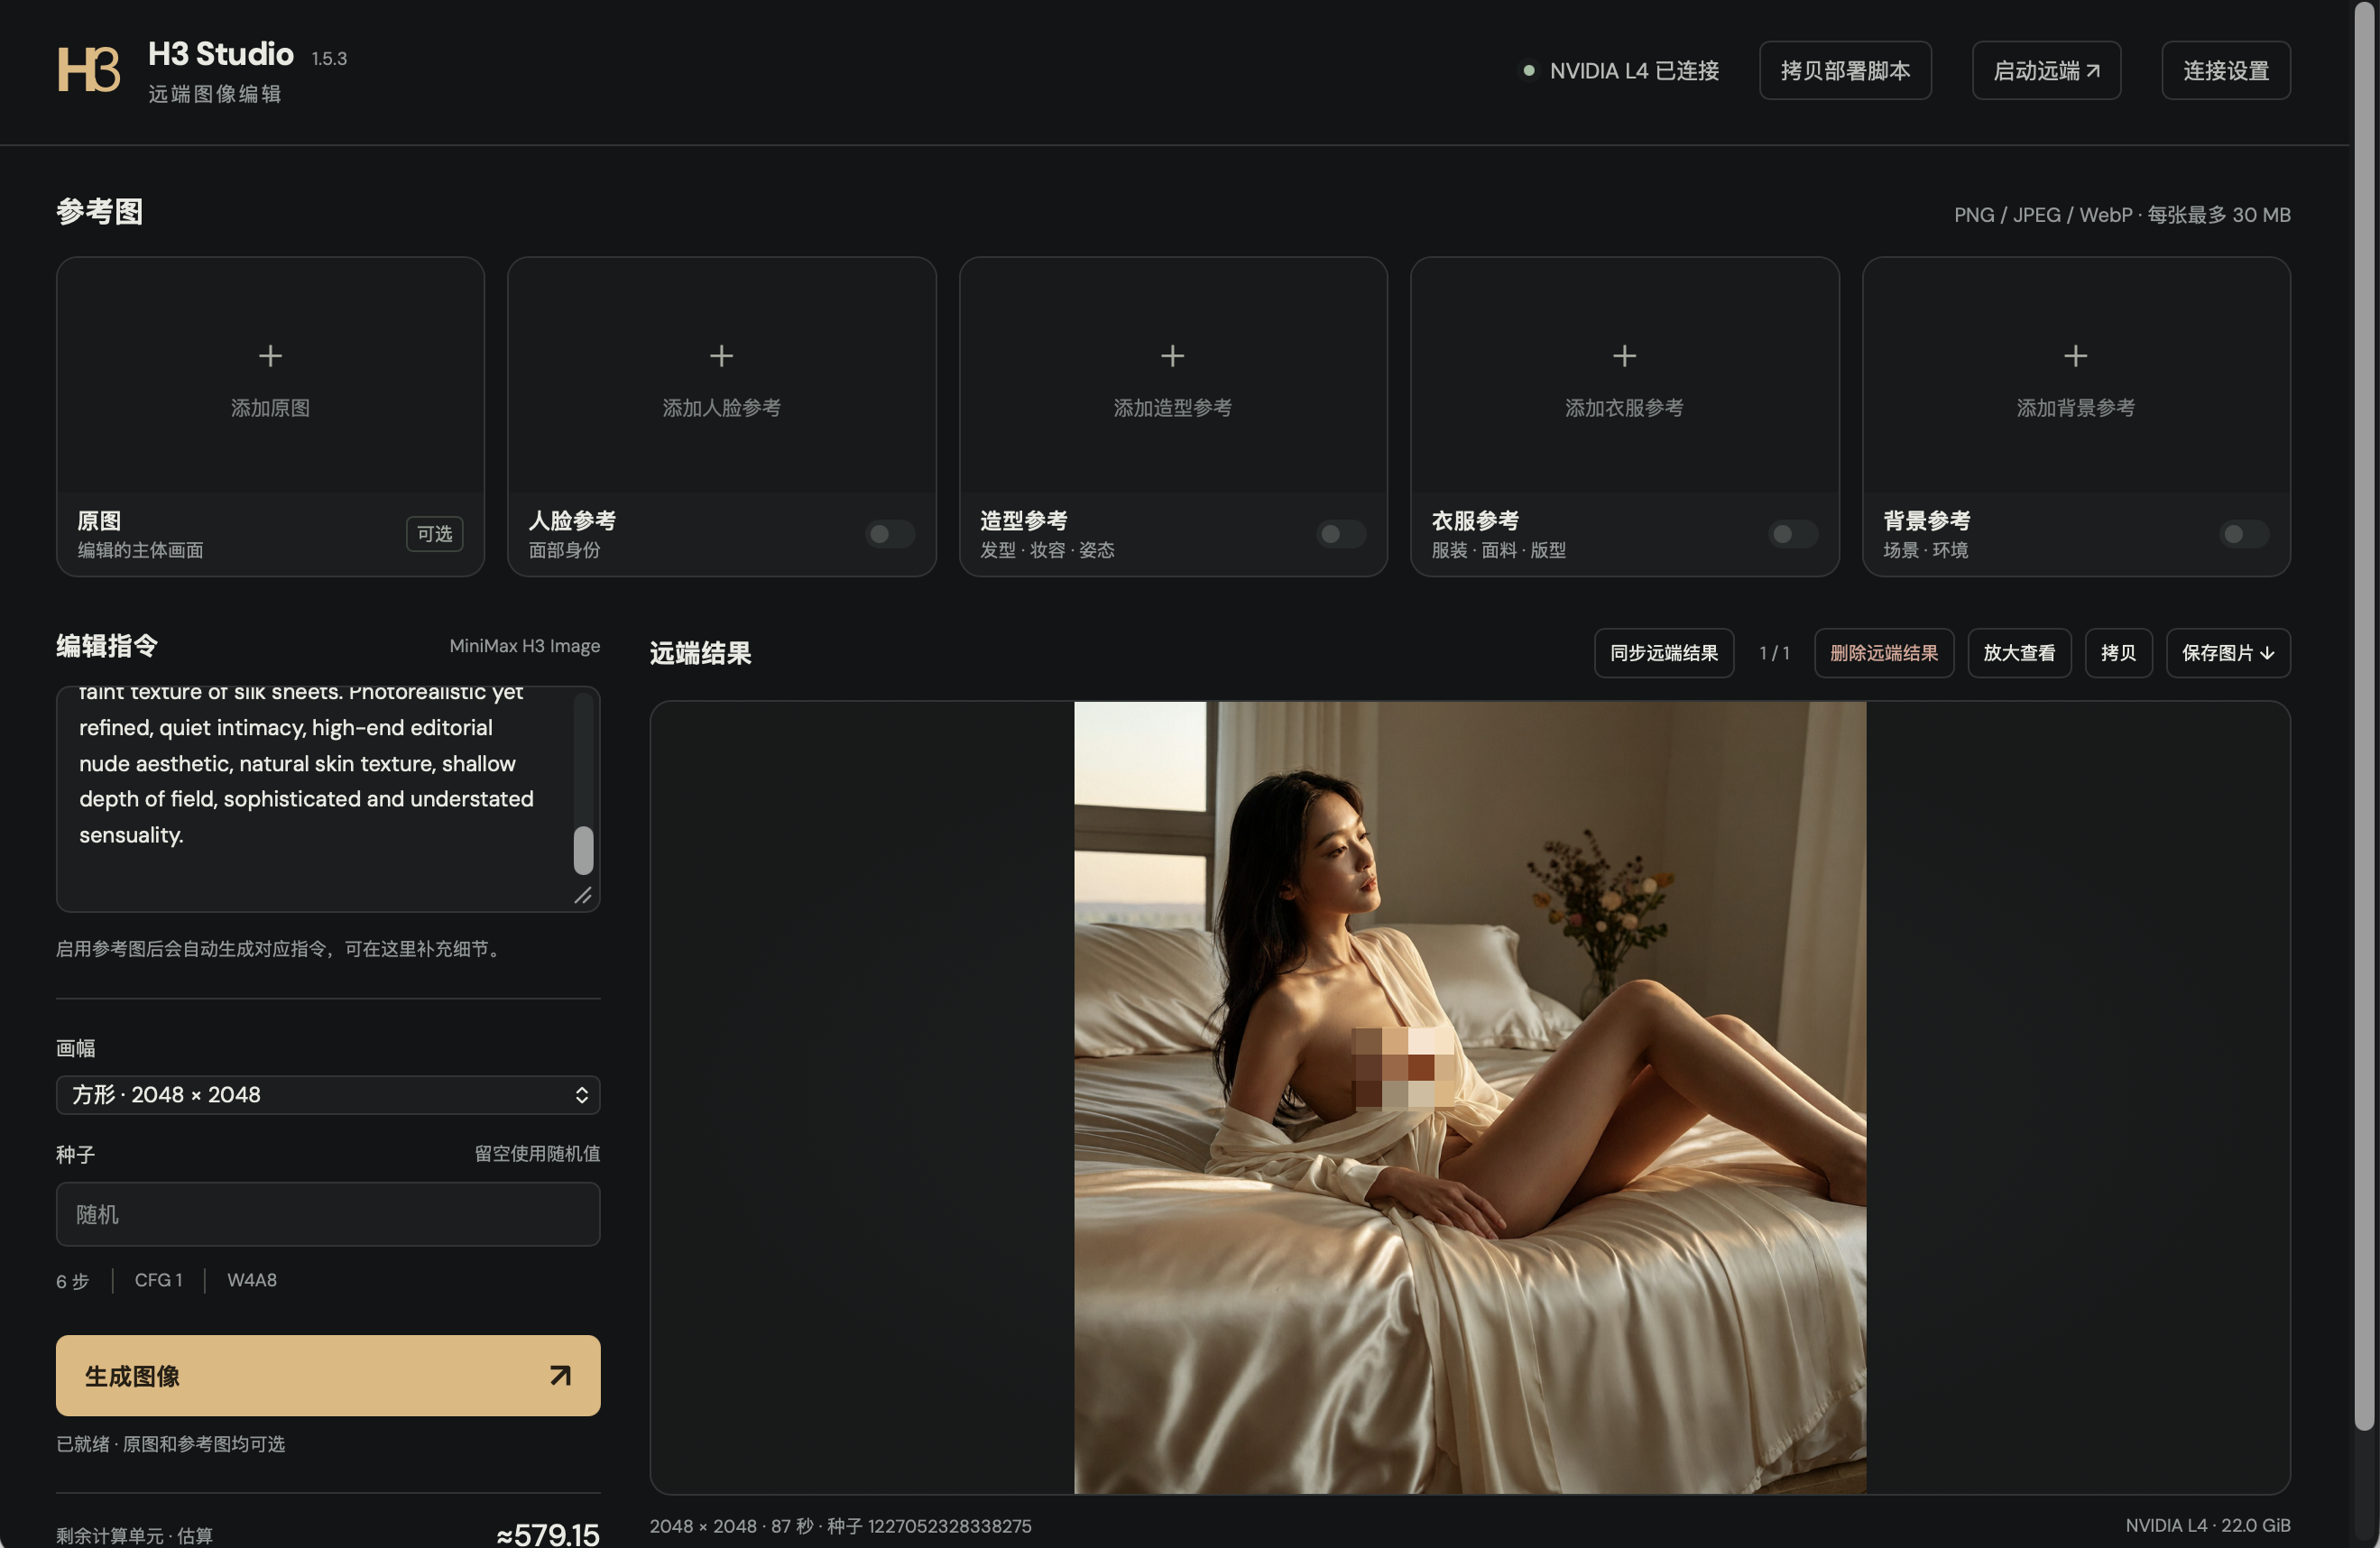 H3
H3 Studio 1.5.3
远端图像编辑
NVIDIA L4 已连接
拷贝部署脚本
启动远端
连接设置
参考图
PNG / JPEG / WebP · 每张最多 30 MB
添加原图
添加人脸参考
添加造型参考
添加衣服参考
添加背景参考
原图
编辑的主体画面
可选
人脸参考
面部身份
造型参考
发型 · 妆容 · 姿态
衣服参考
服装 · 面料 · 版型
背景参考
场景 · 环境
编辑指令
MiniMax H3 Image
faint texture of silk sheets. Photorealistic yet
refined, quiet intimacy, high-end editorial
nude aesthetic, natural skin texture, shallow
depth of field, sophisticated and understated
sensuality.
启用参考图后会自动生成对应指令，可在这里补充细节。
画幅
方形 · 2048 × 2048
种子
留空使用随机值
随机
6 步
CFG 1
W4A8
生成图像
已就绪 · 原图和参考图均可选
剩余计算单元 · 估算
≈579.15
远端结果
同步远端结果
1 / 1
删除远端结果
放大查看
拷贝
保存图片
2048 × 2048 · 87 秒 · 种子 1227052328338275
NVIDIA L4 · 22.0 GiB